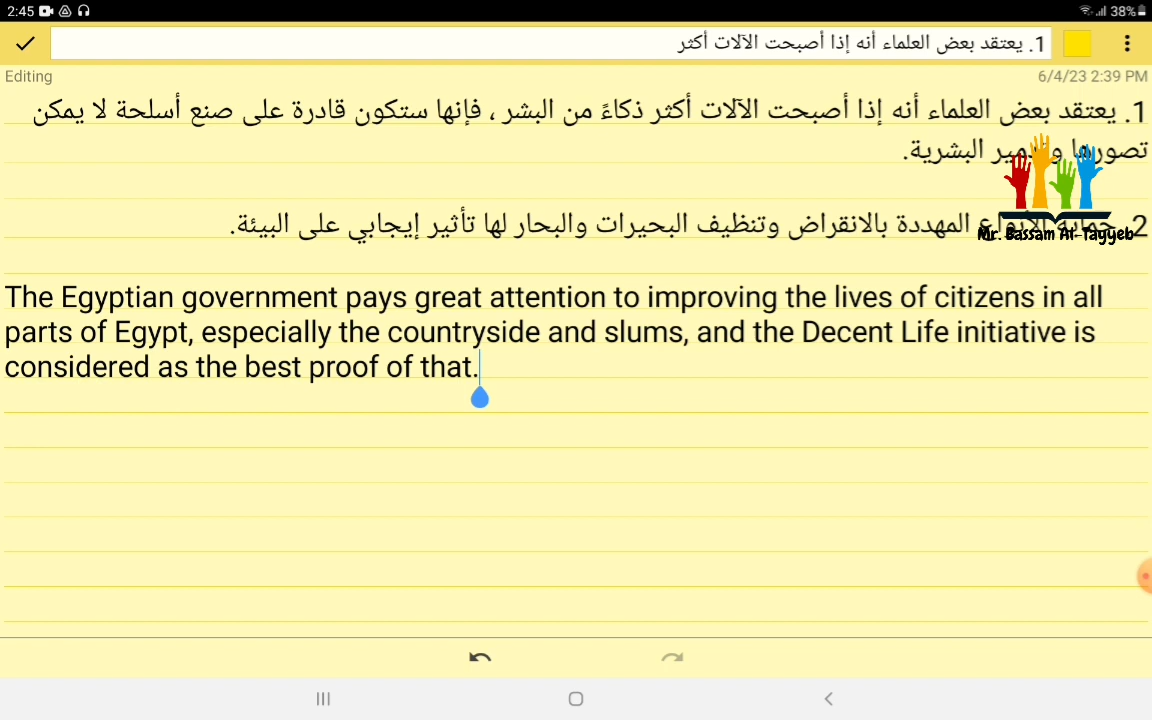 2:45
38%
1. يعتقد بعض العلماء أنه إذا أصبحت الآلات أكثر
Editing
6/4/23 2:39 PM
1. يعتقد بعض العلماء أنه إذا أصبحت الآلات أكثر ذكاءً من البشر ، فإنها ستكون قادرة على صنع أسلحة لا يمكن
تصورها وتدمير البشرية.
2. حماية الأنواع المهددة بالانقراض وتنظيف البحيرات والبحار لها تأثير إيجابي على البيئة.
Mr. Bassam Al-Tayyeb
The Egyptian government pays great attention to improving the lives of citizens in all
parts of Egypt, especially the countryside and slums, and the Decent Life initiative is
considered as the best proof of that.